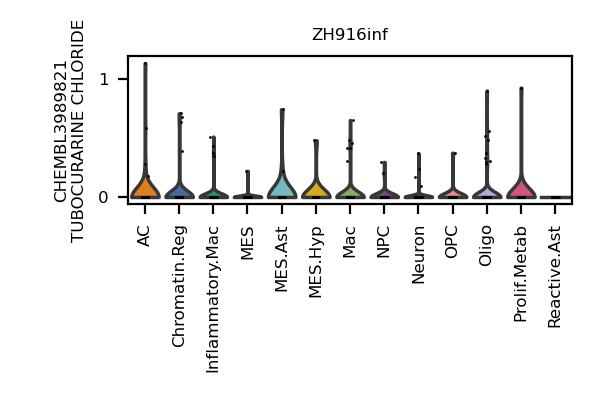 ZH916inf
CHEMBL3989821
TUBOCURARINE CHLORIDE
1
0
AC
Chromatin.Reg
Inflammatory.Mac
MES
MES.Ast
MES.Hyp
Mac
NPC
Neuron
OPC
Oligo
Prolif.Metab
Reactive.Ast